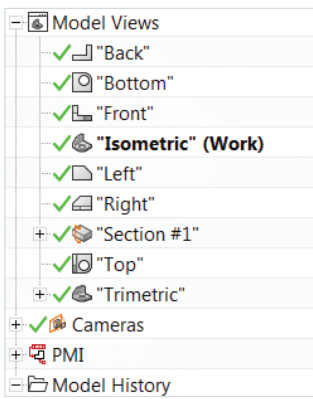 Model Views
"Back"
"Bottom"
"Front"
"Isometric" (Work)
"Left"
"Right"
"Section #1"
"Top"
"Trimetric"
Cameras
PMI
Model History